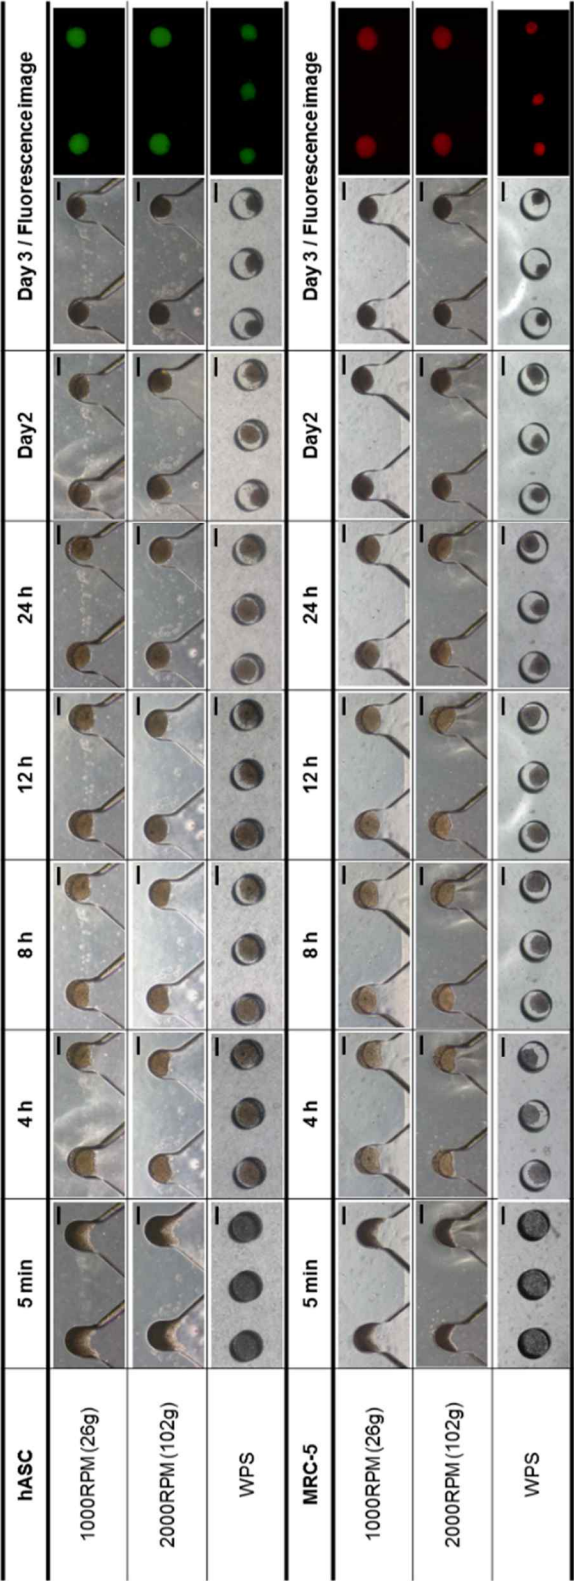 hASC 5 min 4 h 8 h 12 h 24 h Day2 Day 3 / Fluorescence image
1000RPM (26g)
2000RPM (102g)
WPS
MRC-5 5 min 4 h 8 h 12 h 24 h Day2 Day 3 / Fluorescence image
1000RPM (26g)
2000RPM (102g)
WPS